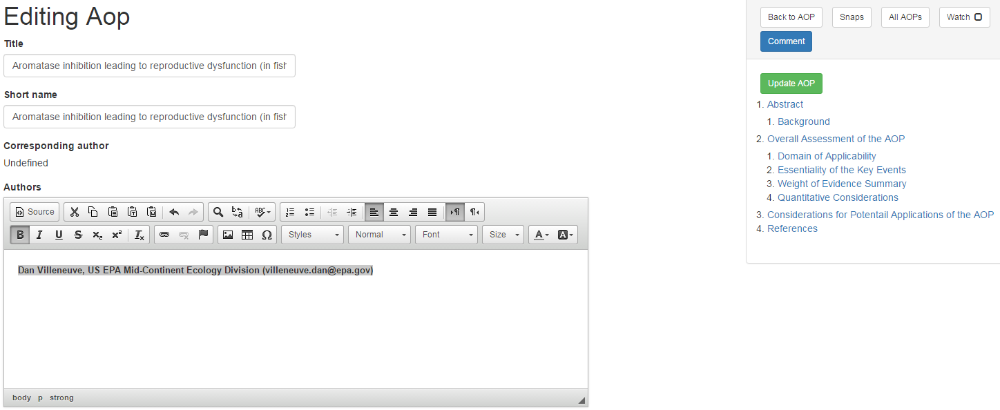 Editing Aop
Title
Aromatase inhibition leading to reproductive dysfunction (in fish
Short name
Aromatase inhibition leading to reproductive dysfunction (in fish
Corresponding author
Undefined
Authors
Source
ABC
B I U S x₂ x² Tx
Styles Normal Font Size A A
Dan Villeneuve, US EPA Mid-Continent Ecology Division (villeneuve.dan@epa.gov)
body p strong
Back to AOP Snaps All AOPs Watch
Comment
Update AOP
1. Abstract
1. Background
2. Overall Assessment of the AOP
1. Domain of Applicability
2. Essentiality of the Key Events
3. Weight of Evidence Summary
4. Quantitative Considerations
3. Considerations for Potentail Applications of the AOP
4. References